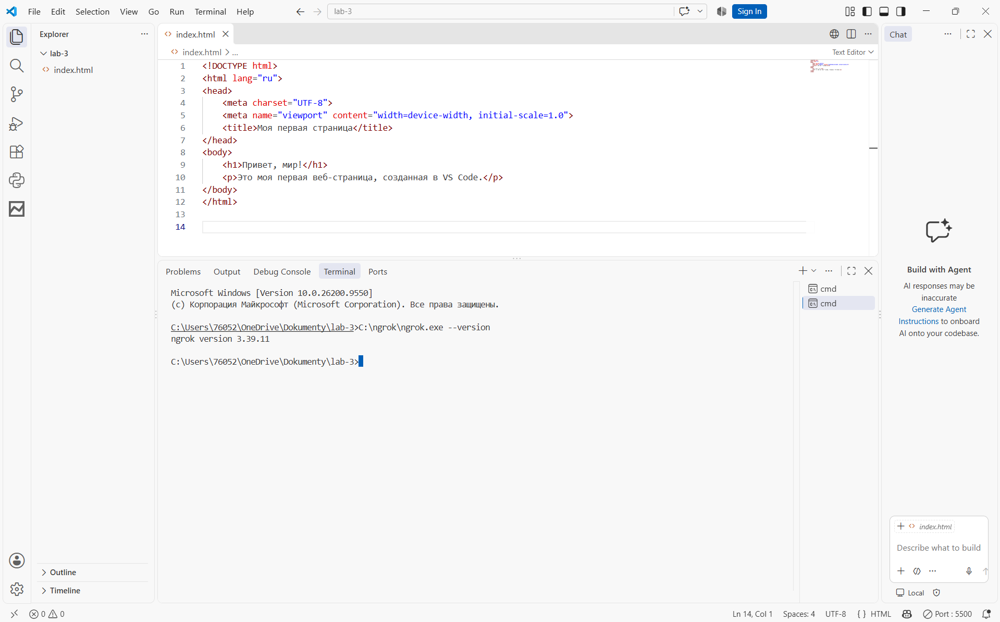 File Edit Selection View Go Run Terminal Help
lab-3
Sign In
Explorer
lab-3
index.html
Outline
Timeline
index.html
index.html > ...
Text Editor
1 <!DOCTYPE html>
2 <html lang="ru">
3 <head>
4 <meta charset="UTF-8">
5 <meta name="viewport" content="width=device-width, initial-scale=1.0">
6 <title>Моя первая страница</title>
7 </head>
8 <body>
9 <h1>Привет, мир!</h1>
10 <p>Это моя первая веб-страница, созданная в VS Code.</p>
11 </body>
12 </html>
13
14
Problems Output Debug Console Terminal Ports
Microsoft Windows [Version 10.0.26200.9550]
(c) Корпорация Майкрософт (Microsoft Corporation). Все права защищены.
C:\Users\76052\OneDrive\Dokumenty\lab-3>C:\ngrok\ngrok.exe --version
ngrok version 3.39.11
C:\Users\76052\OneDrive\Dokumenty\lab-3>
cmd
cmd
Chat
Build with Agent
AI responses may be
inaccurate
Generate Agent
Instructions to onboard
AI onto your codebase.
index.html
Describe what to build
Local
0 0
Ln 14, Col 1 Spaces: 4 UTF-8 { } HTML Port : 5500